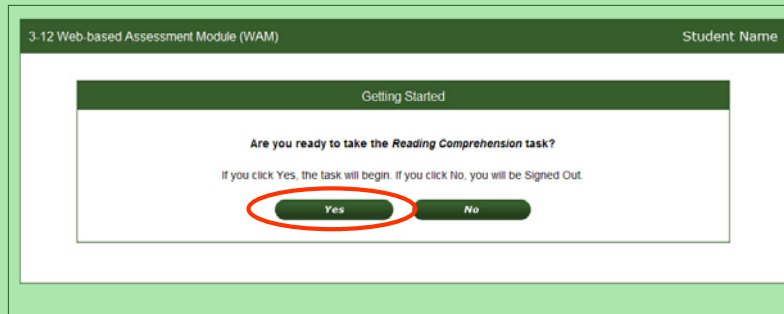 3-12 Web-based Assessment Module (WAM) Student Name
Getting Started
Are you ready to take the Reading Comprehension task?
If you click Yes, the task will begin. If you click No, you will be Signed Out.
Yes No